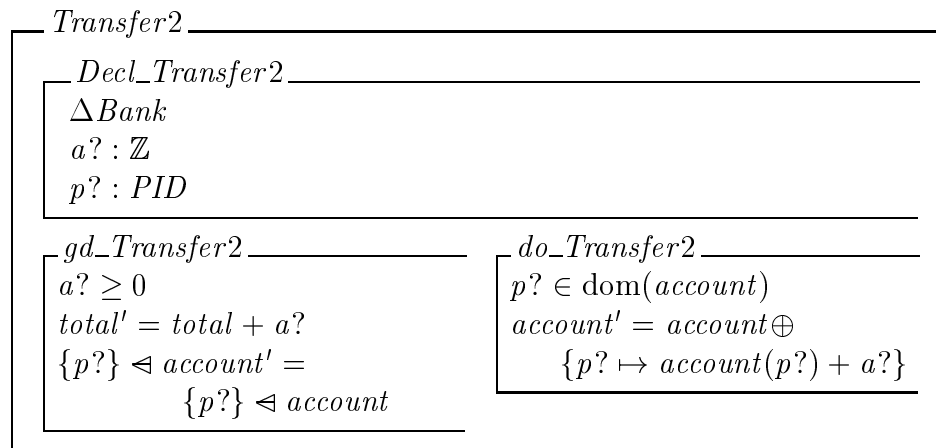 Transfer2
Decl_Transfer2
ΔBank
a? : ℤ
p? : PID
gd_Transfer2
a? ≥ 0
total′ = total + a?
{p?} ⩤ account′ =
{p?} ⩤ account
do_Transfer2
p? ∈ dom(account)
account′ = account⊕
{p? ↦ account(p?) + a?}